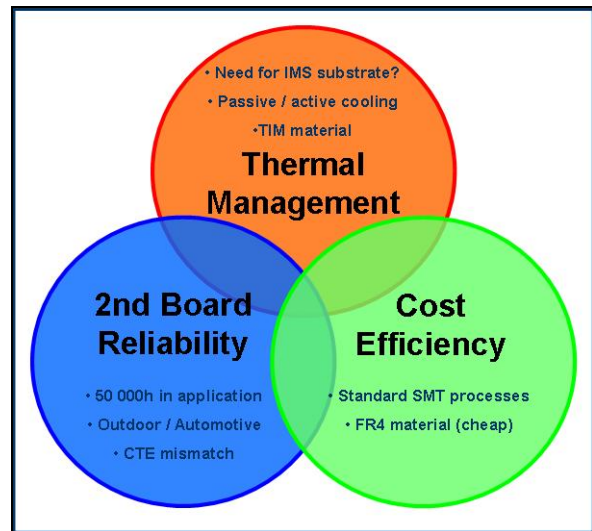 • Need for IMS substrate?
• Passive / active cooling
•TIM material
Thermal
Management
2nd Board
Reliability
• 50 000h in application
• Outdoor / Automotive
• CTE mismatch
Cost
Efficiency
• Standard SMT processes
• FR4 material (cheap)